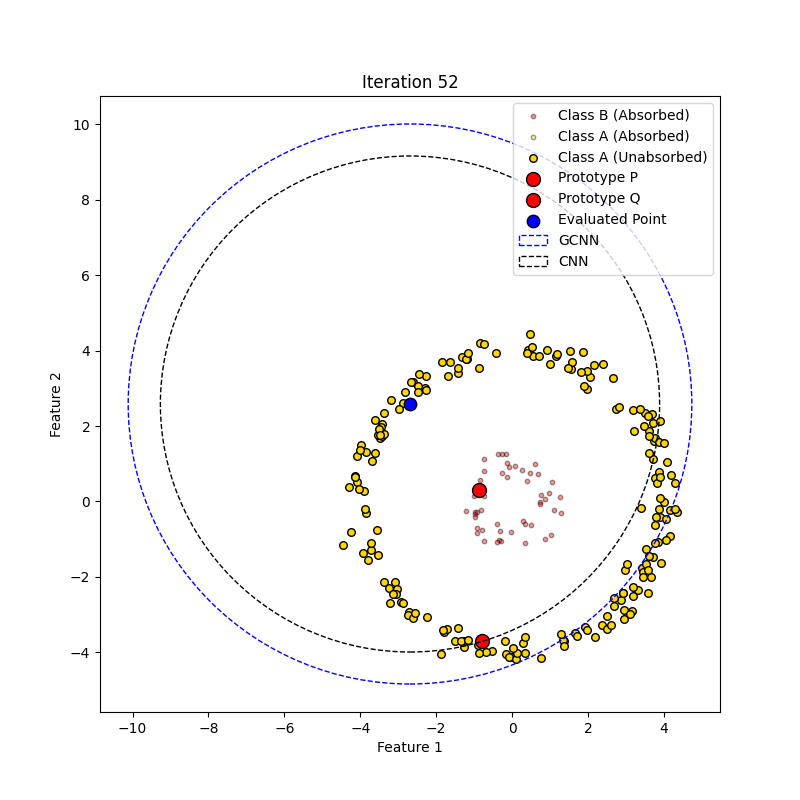 Iteration 52
Class B (Absorbed)
Class A (Absorbed)
Class A (Unabsorbed)
Prototype P
Prototype Q
Evaluated Point
GCNN
CNN
10
8
6
4
2
0
−2
−4
Feature 2
−10
−8
−6
−4
−2
0
2
4
Feature 1